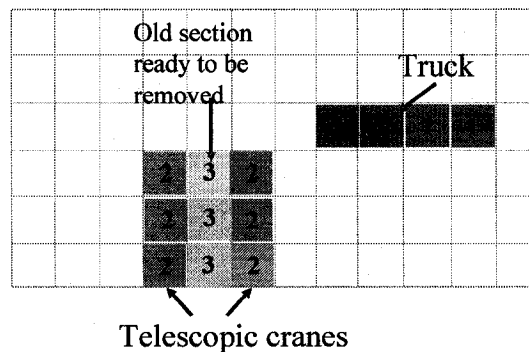 Old section
ready to be
removed
Truck
2 3 2
2 3 2
2 3 2
Telescopic cranes